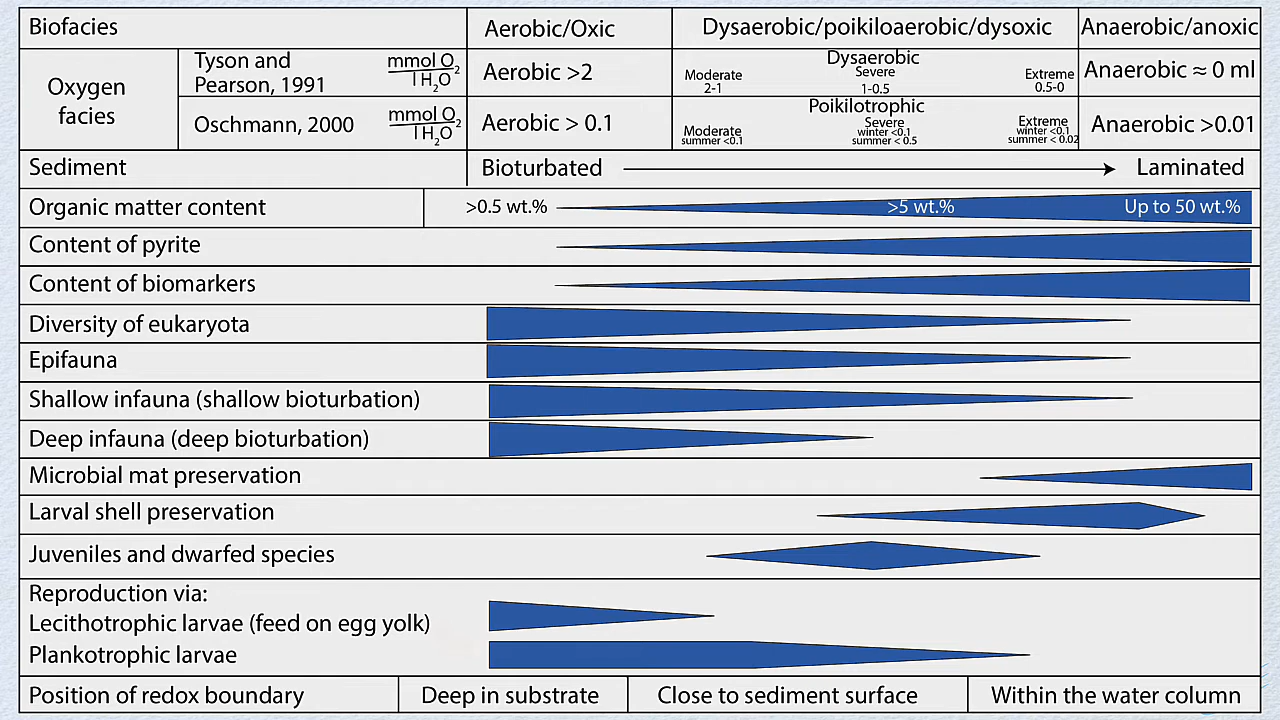 Biofacies
Aerobic/Oxic
Dysaerobic/poikiloaerobic/dysoxic
Anaerobic/anoxic
Oxygen
facies
Tyson and
Pearson, 1991
mmol O2
l H2O
Aerobic >2
Dysaerobic
Moderate
2-1
Severe
1-0.5
Extreme
0.5-0
Anaerobic ≈ 0 ml
Oschmann, 2000
mmol O2
l H2O
Aerobic > 0.1
Poikilotrophic
Moderate
summer <0.1
Severe
winter <0.1
summer < 0.5
Extreme
winter <0.1
summer < 0.02
Anaerobic >0.01
Sediment
Bioturbated
Laminated
Organic matter content
>0.5 wt.%
>5 wt.%
Up to 50 wt.%
Content of pyrite
Content of biomarkers
Diversity of eukaryota
Epifauna
Shallow infauna (shallow bioturbation)
Deep infauna (deep bioturbation)
Microbial mat preservation
Larval shell preservation
Juveniles and dwarfed species
Reproduction via:
Lecithotrophic larvae (feed on egg yolk)
Plankotrophic larvae
Position of redox boundary
Deep in substrate
Close to sediment surface
Within the water column